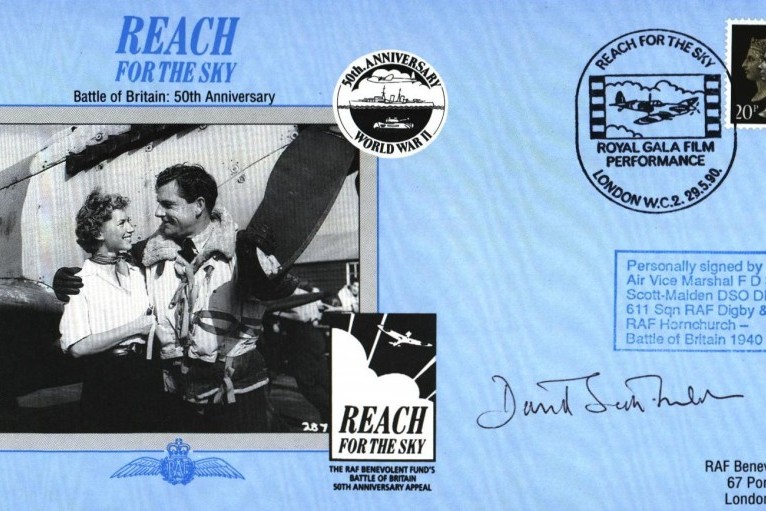 REACH
FOR THE SKY
Battle of Britain: 50th Anniversary
50th. ANNIVERSARY
WORLD WAR II
REACH FOR THE SKY
ROYAL GALA FILM
PERFORMANCE
LONDON W.C.2. 29.5.90.
20P
Personally signed by
Air Vice Marshal F D
Scott-Malden DSO D
611 Sqn RAF Digby &
RAF Hornchurch –
Battle of Britain 1940
David Scott-Malden
287
REACH
FOR THE SKY
THE RAF BENEVOLENT FUND'S
BATTLE OF BRITAIN
50TH ANNIVERSARY APPEAL
RAF
RAF Benev
67 Por
London